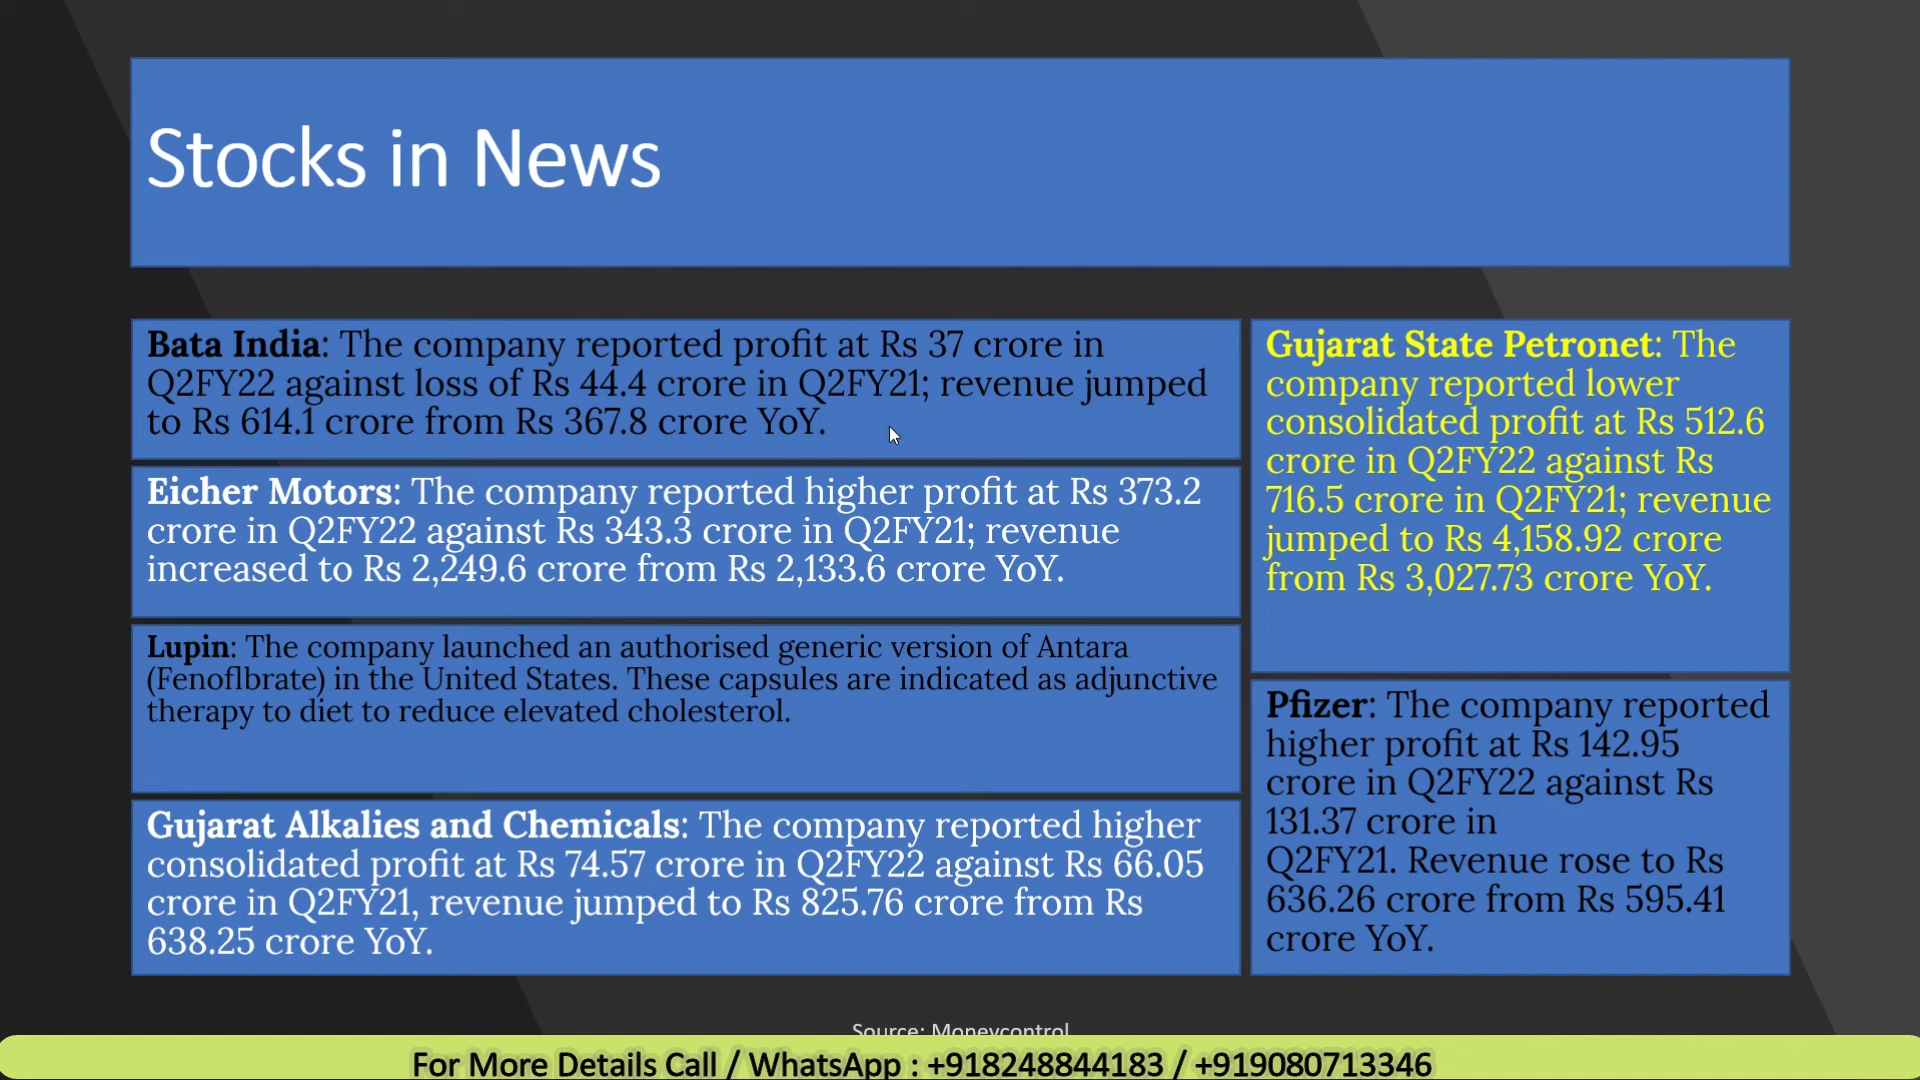 Stocks in News
Bata India: The company reported profit at Rs 37 crore in
Q2FY22 against loss of Rs 44.4 crore in Q2FY21; revenue jumped
to Rs 614.1 crore from Rs 367.8 crore YoY.
Eicher Motors: The company reported higher profit at Rs 373.2
crore in Q2FY22 against Rs 343.3 crore in Q2FY21; revenue
increased to Rs 2,249.6 crore from Rs 2,133.6 crore YoY.
Lupin: The company launched an authorised generic version of Antara
(Fenoflbrate) in the United States. These capsules are indicated as adjunctive
therapy to diet to reduce elevated cholesterol.
Gujarat Alkalies and Chemicals: The company reported higher
consolidated profit at Rs 74.57 crore in Q2FY22 against Rs 66.05
crore in Q2FY21, revenue jumped to Rs 825.76 crore from Rs
638.25 crore YoY.
Gujarat State Petronet: The
company reported lower
consolidated profit at Rs 512.6
crore in Q2FY22 against Rs
716.5 crore in Q2FY21; revenue
jumped to Rs 4,158.92 crore
from Rs 3,027.73 crore YoY.
Pfizer: The company reported
higher profit at Rs 142.95
crore in Q2FY22 against Rs
131.37 crore in
Q2FY21. Revenue rose to Rs
636.26 crore from Rs 595.41
crore YoY.
Source: Moneycontrol
For More Details Call / WhatsApp : +918248844183 / +919080713346